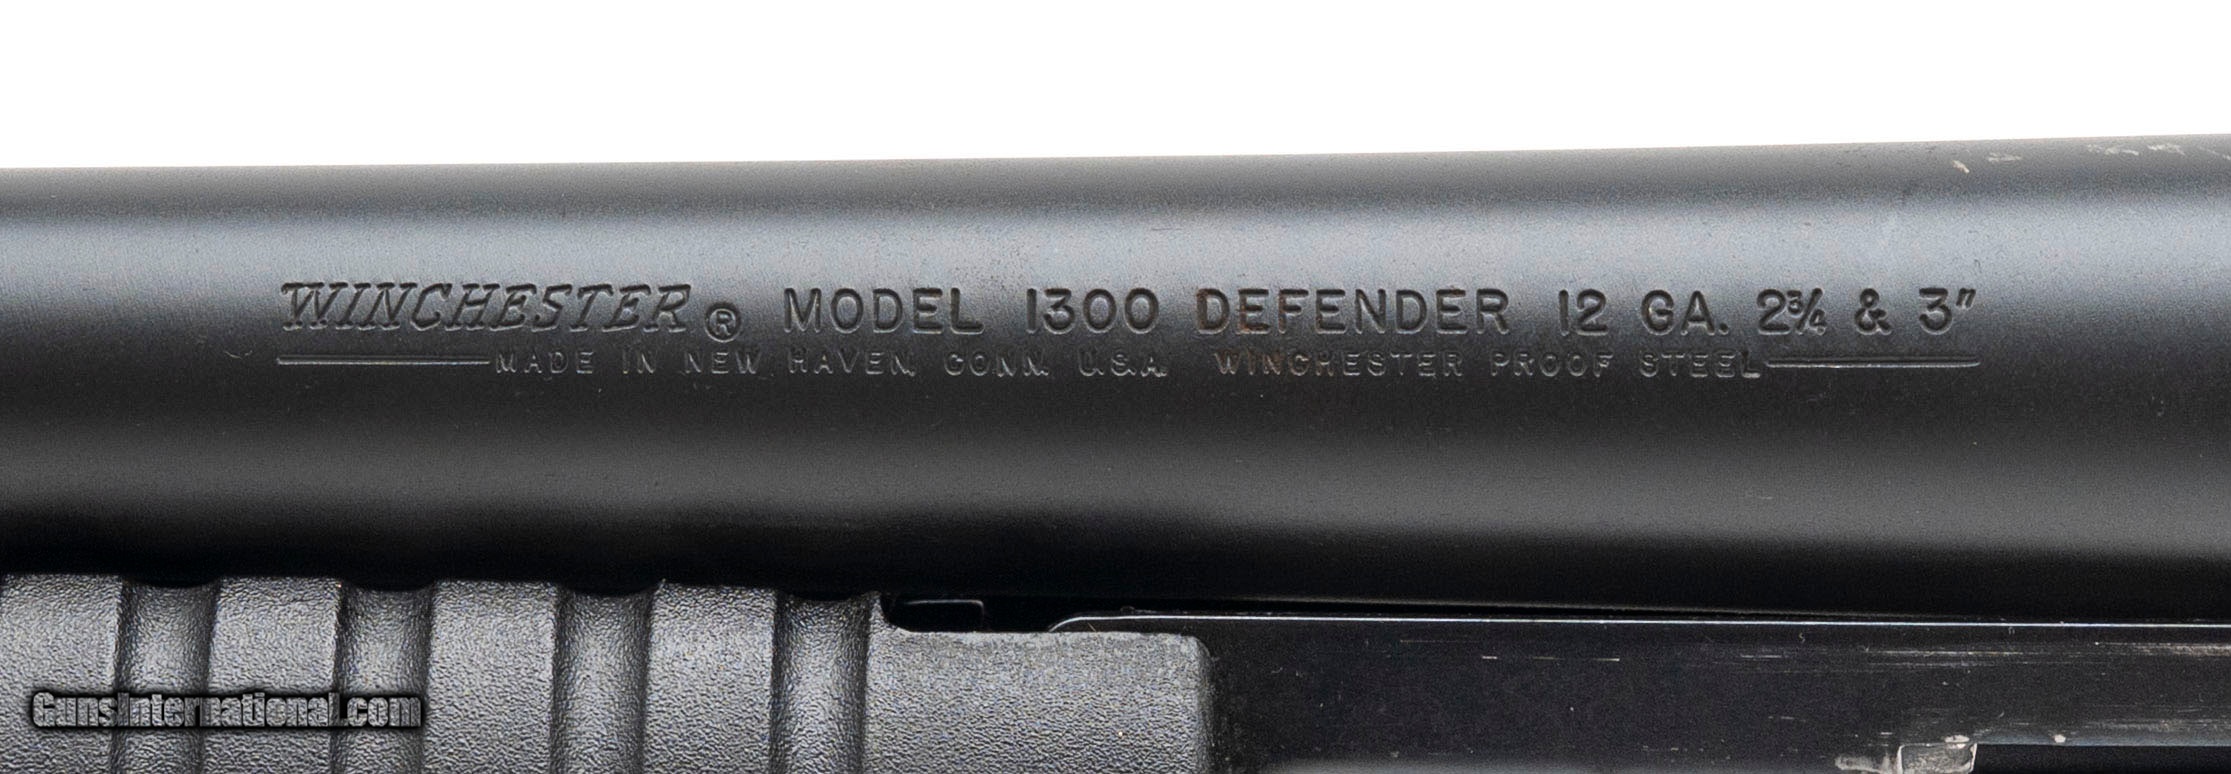 WINCHESTER® MODEL 1300 DEFENDER 12 GA. 2¾ & 3"
MADE IN NEW HAVEN, CONN. U.S.A. WINCHESTER PROOF STEEL
GunsInternational.com